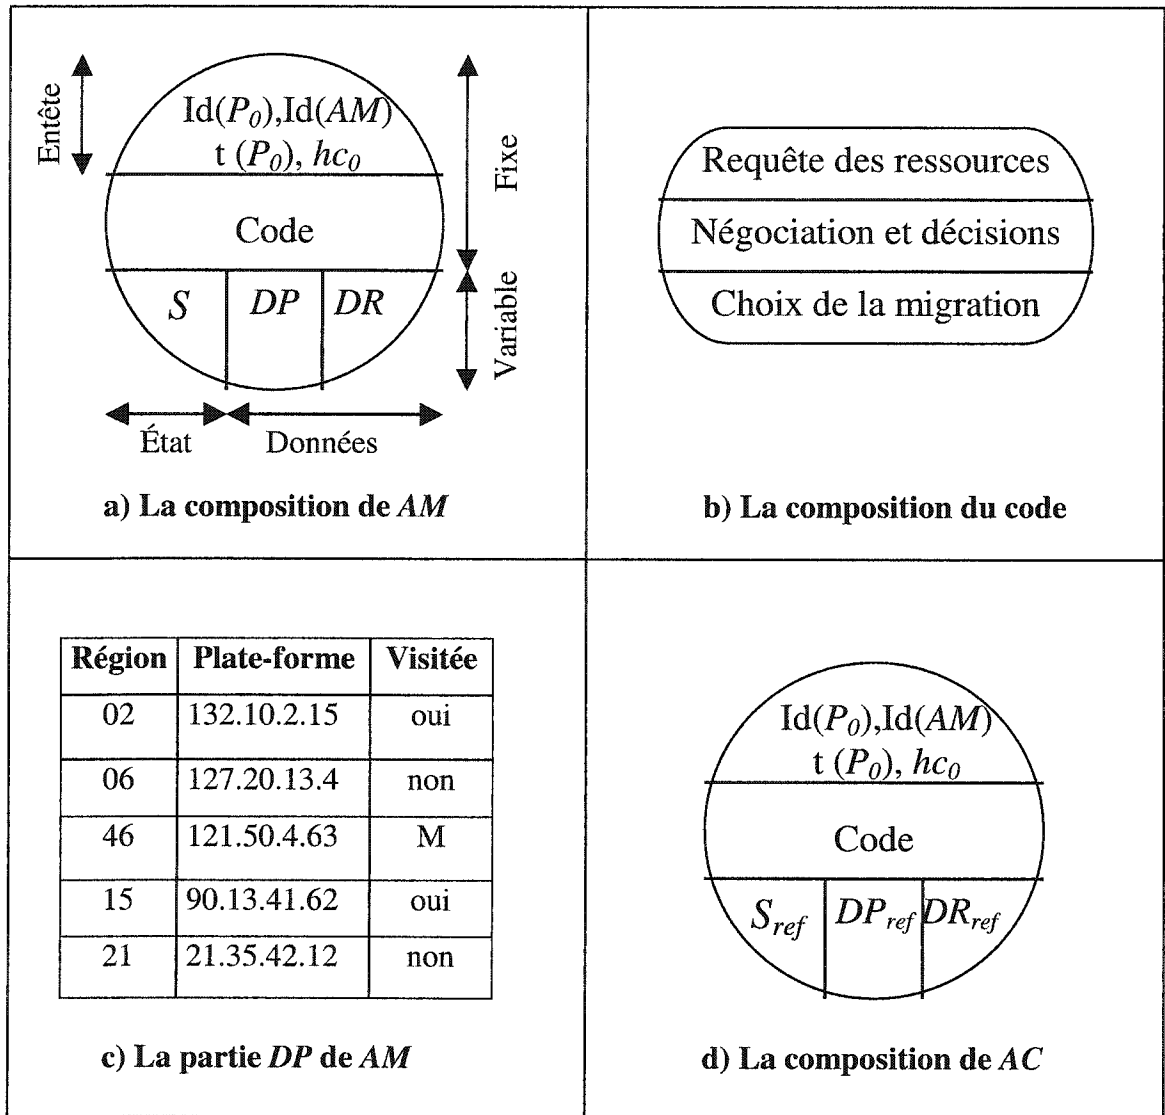 Entête
Id(P0),Id(AM)
t (P0), hc0
Fixe
Code
S DP DR
Variable
État Données
a) La composition de AM
Requête des ressources
Négociation et décisions
Choix de la migration
b) La composition du code
Région Plate-forme Visitée
02 132.10.2.15 oui
06 127.20.13.4 non
46 121.50.4.63 M
15 90.13.41.62 oui
21 21.35.42.12 non
c) La partie DP de AM
Id(P0),Id(AM)
t (P0), hc0
Code
Sref DPref DRref
d) La composition de AC